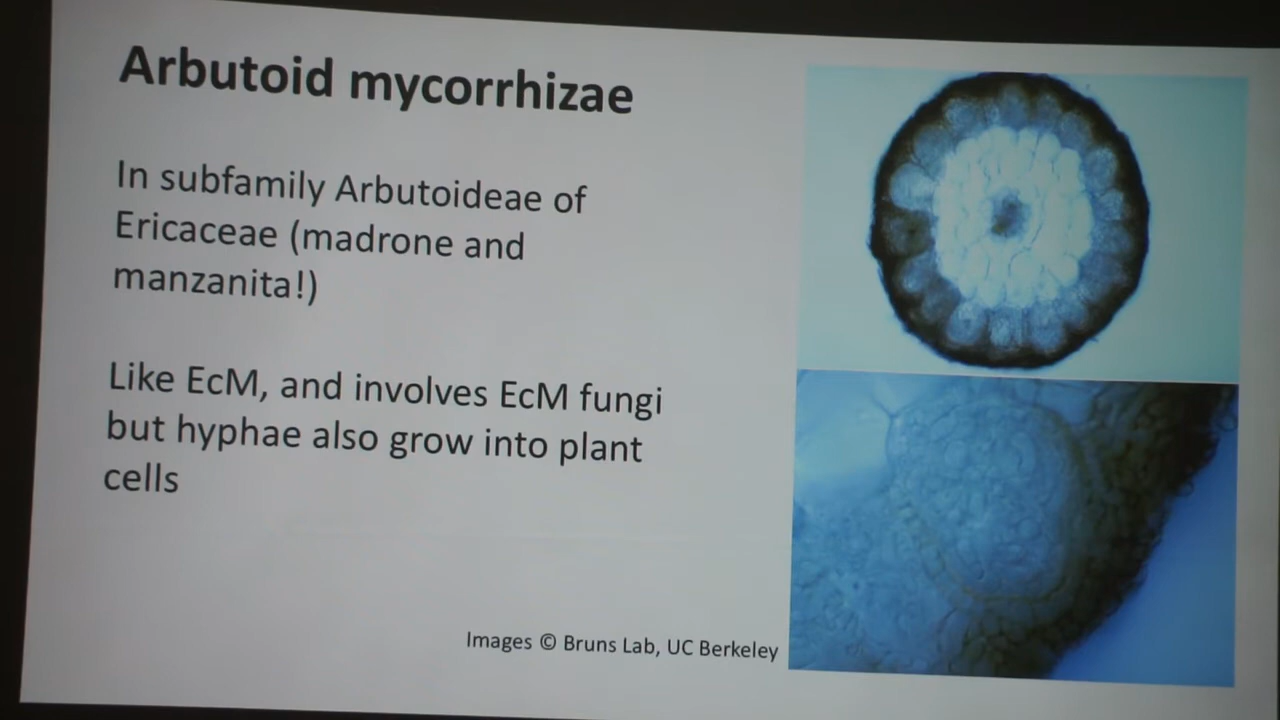 Arbutoid mycorrhizae
In subfamily Arbutoideae of
Ericaceae (madrone and
manzanita!)
Like EcM, and involves EcM fungi
but hyphae also grow into plant
cells
Images © Bruns Lab, UC Berkeley